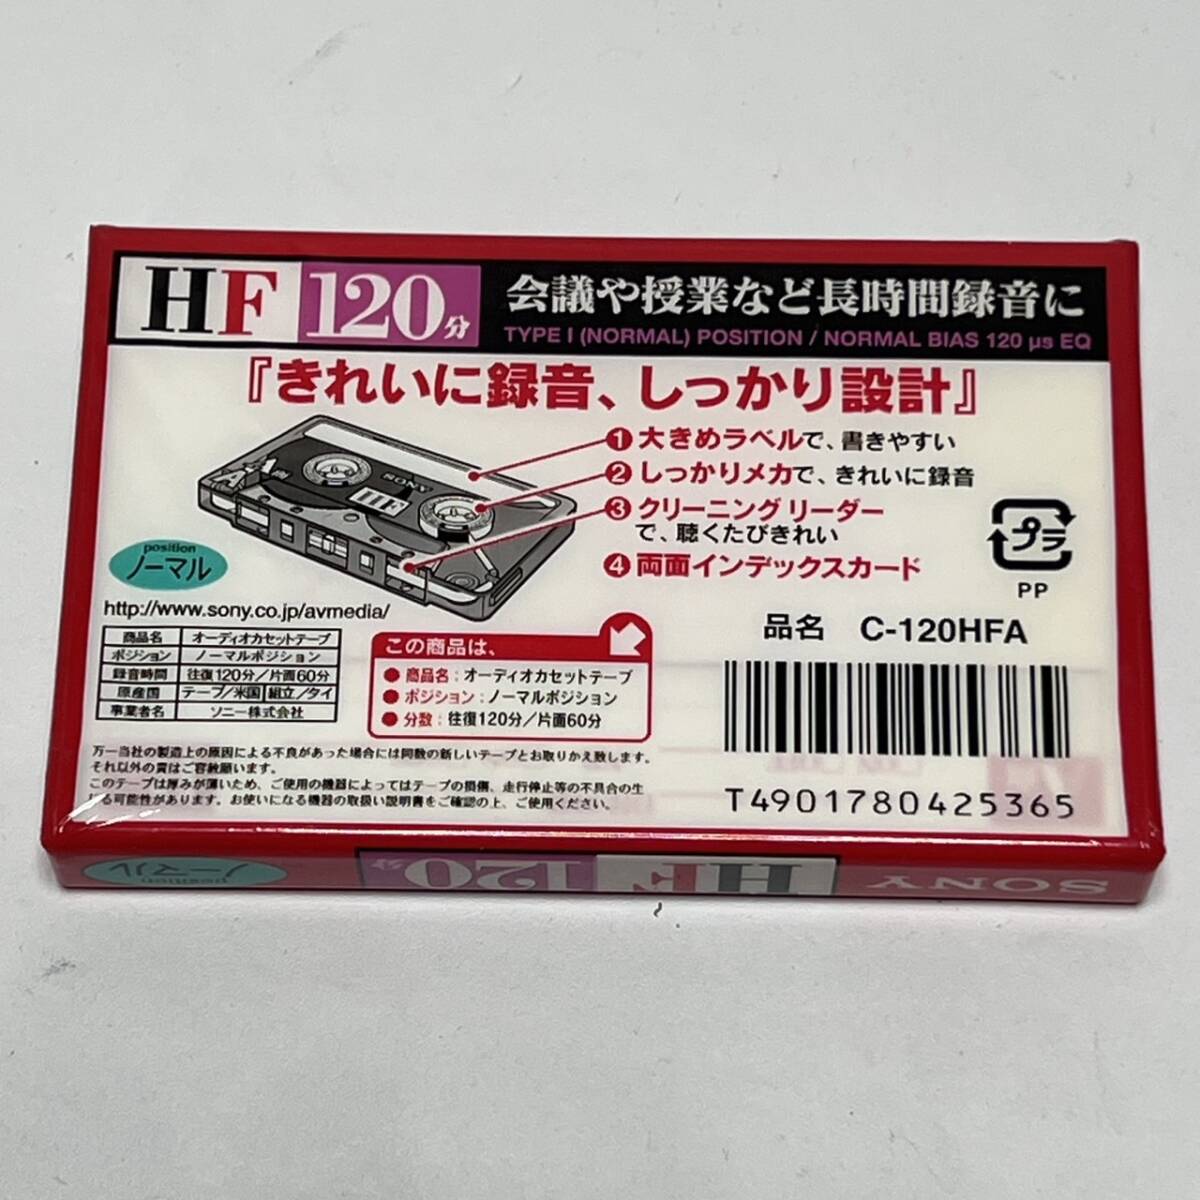 HF 120分
会議や授業など長時間録音に
TYPE I (NORMAL) POSITION / NORMAL BIAS 120 μs EQ
『きれいに録音、しっかり設計』
❶大きめラベルで、書きやすい
❷しっかりメカで、きれいに録音
❸クリーニングリーダー
で、聴くたびきれい
❹両面インデックスカード
SONY
HF
position
ノーマル
http://www.sony.co.jp/avmedia/
プラ
PP
商品名 オーディオカセットテープ
ポジション ノーマルポジション
録音時間 往復120分/片面60分
原産国 テープ/米国 組立/タイ
事業者名 ソニー株式会社
この商品は、
●商品名:オーディオカセットテープ
●ポジション:ノーマルポジション
●分数:往復120分/片面60分
品名 C-120HFA
T4901780425365
万一当社の製造上の原因による不良があった場合には同数の新しいテープとお取りかえ致します。
それ以外の責はご容赦願います。
このテープは厚みが薄いため、ご使用の機器によってはテープの損傷、走行停止等の不具合の生
じる可能性があります。お使いになる機器の取扱い説明書をご確認の上、ご使用ください。
SONY
HF 120分
position
ノーマル